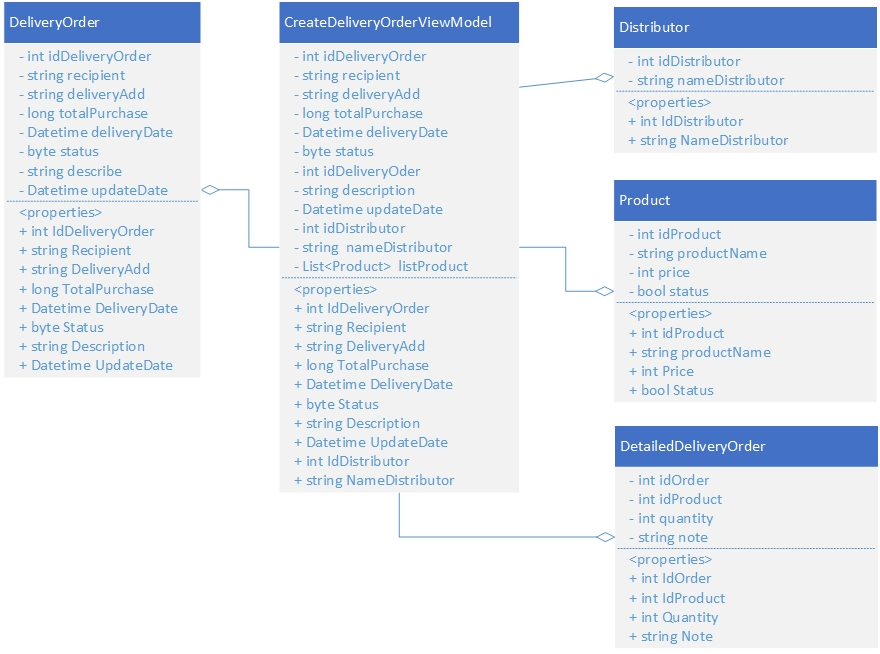 DeliveryOrder
- int idDeliveryOrder
- string recipient
- string deliveryAdd
- long totalPurchase
- Datetime deliveryDate
- byte status
- string describe
- Datetime updateDate
<properties>
+ int IdDeliveryOrder
+ string Recipient
+ string DeliveryAdd
+ long TotalPurchase
+ Datetime DeliveryDate
+ byte Status
+ string Description
+ Datetime UpdateDate
CreateDeliveryOrderViewModel
- int idDeliveryOrder
- string recipient
- string deliveryAdd
- long totalPurchase
- Datetime deliveryDate
- byte status
- int idDeliveryOder
- string description
- Datetime updateDate
- int idDistributor
- string  nameDistributor
- List<Product>  listProduct
<properties>
+ int IdDeliveryOrder
+ string Recipient
+ string DeliveryAdd
+ long TotalPurchase
+ Datetime DeliveryDate
+ byte Status
+ string Description
+ Datetime UpdateDate
+ int IdDistributor
+ string NameDistributor
Distributor
- int idDistributor
- string nameDistributor
<properties>
+ int IdDistributor
+ string NameDistributor
Product
- int idProduct
- string productName
- int price
- bool status
<properties>
+ int idProduct
+ string productName
+ int Price
+ bool Status
DetailedDeliveryOrder
- int idOrder
- int idProduct
- int quantity
- string note
<properties>
+ int IdOrder
+ int IdProduct
+ int Quantity
+ string Note